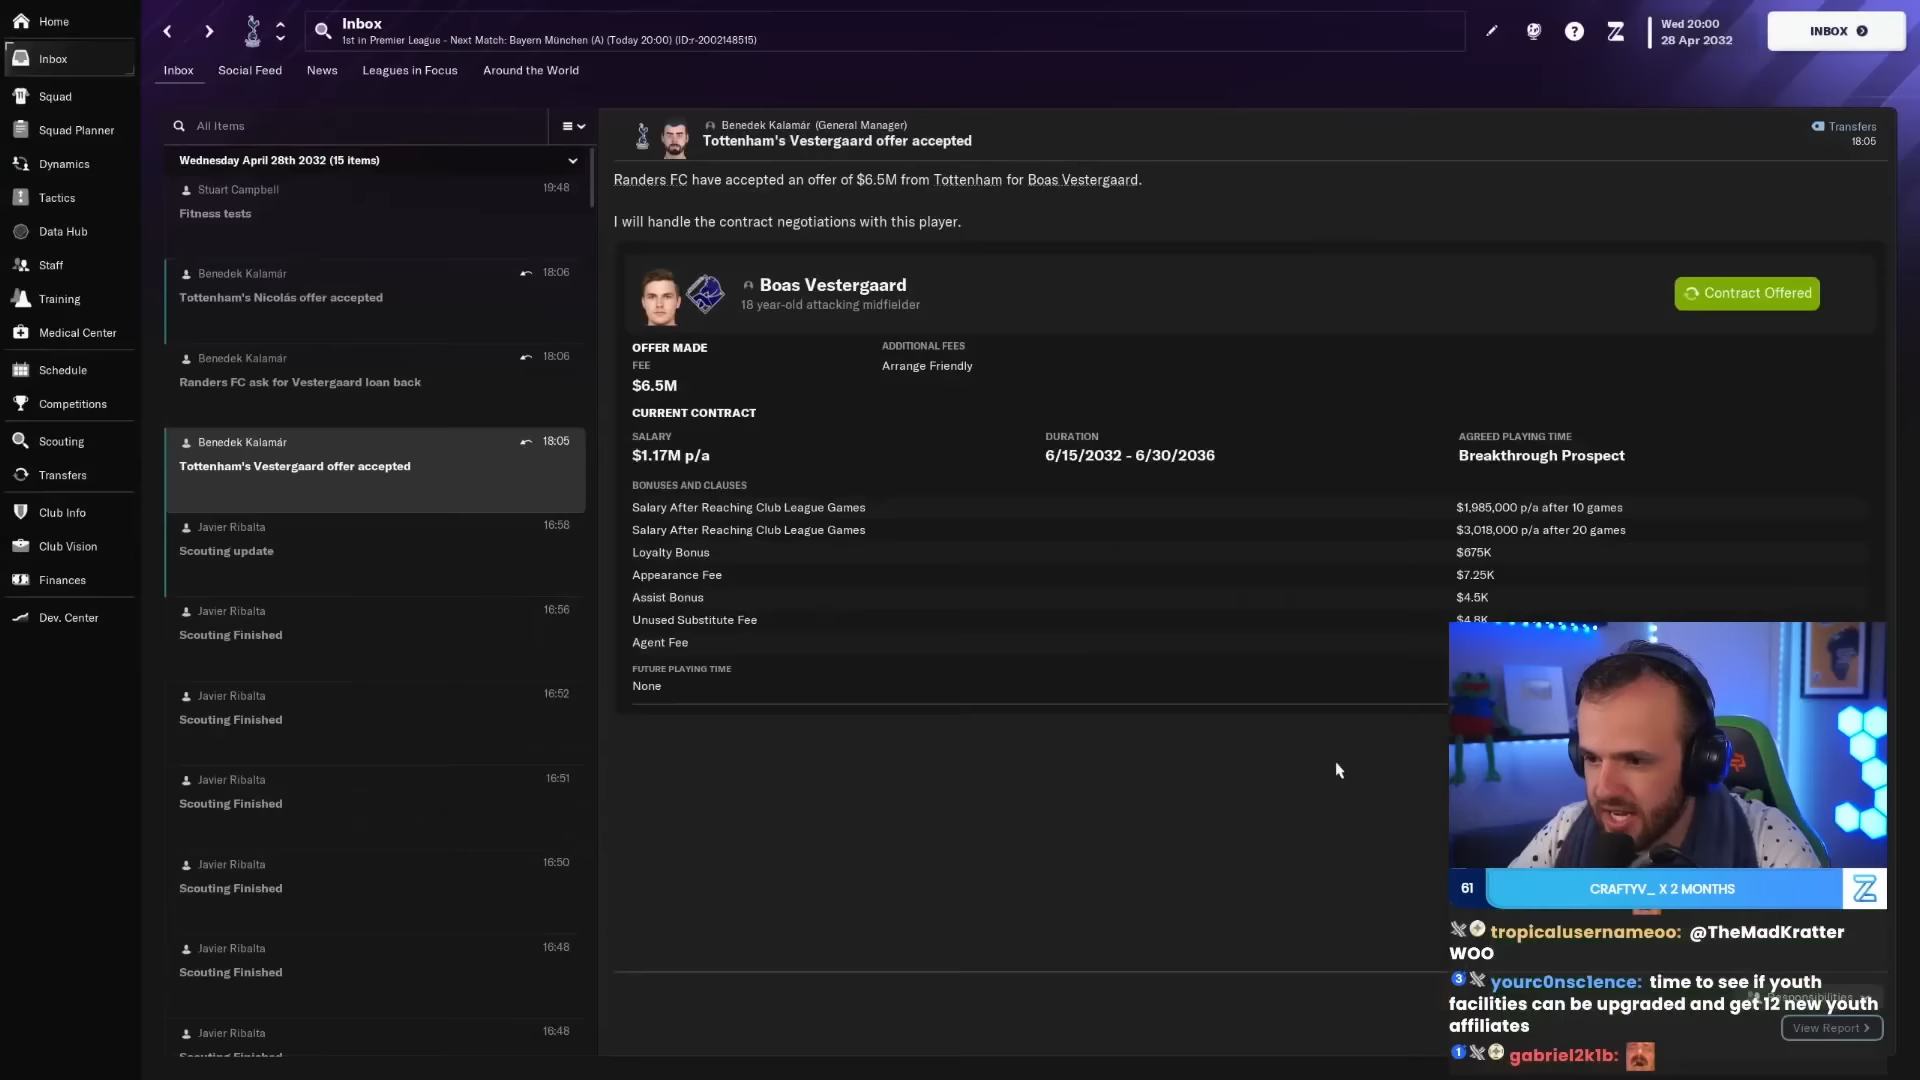 Home
Inbox
Squad
Squad Planner
Dynamics
Tactics
Data Hub
Staff
Training
Medical Center
Schedule
Competitions
Scouting
Transfers
Club Info
Club Vision
Finances
Dev. Center
Inbox
1st in Premier League - Next Match: Bayern München (A) (Today 20:00) (ID:r-2002148515)
Wed 20:00
28 Apr 2032
INBOX
Inbox Social Feed News Leagues in Focus Around the World
All Items
Wednesday April 28th 2032 (15 items)
Stuart Campbell 19:48
Fitness tests
Benedek Kalamár 18:06
Tottenham's Nicolás offer accepted
Benedek Kalamár 18:06
Randers FC ask for Vestergaard loan back
Benedek Kalamár 18:05
Tottenham's Vestergaard offer accepted
Javier Ribalta 16:58
Scouting update
Javier Ribalta 16:56
Scouting Finished
Javier Ribalta 16:52
Scouting Finished
Javier Ribalta 16:51
Scouting Finished
Javier Ribalta 16:50
Scouting Finished
Javier Ribalta 16:48
Scouting Finished
Javier Ribalta 16:48
Scouting Finished
Benedek Kalamár (General Manager)
Tottenham's Vestergaard offer accepted
Transfers
18:05
Randers FC have accepted an offer of $6.5M from Tottenham for Boas Vestergaard.
I will handle the contract negotiations with this player.
Boas Vestergaard
18 year-old attacking midfielder
Contract Offered
OFFER MADE ADDITIONAL FEES
FEE Arrange Friendly
$6.5M
CURRENT CONTRACT
SALARY DURATION AGREED PLAYING TIME
$1.17M p/a 6/15/2032 - 6/30/2036 Breakthrough Prospect
BONUSES AND CLAUSES
Salary After Reaching Club League Games $1,985,000 p/a after 10 games
Salary After Reaching Club League Games $3,018,000 p/a after 20 games
Loyalty Bonus $675K
Appearance Fee $7.25K
Assist Bonus $4.5K
Unused Substitute Fee $4.8K
Agent Fee
FUTURE PLAYING TIME
None
61 CRAFTYV_ X 2 MONTHS
tropicalusernameoo: @TheMadKratter
WOO
3 yourc0nsc1ence: time to see if youth
facilities can be upgraded and get 12 new youth
affiliates
Responsibilities
View Report
1 gabriel2k1b: